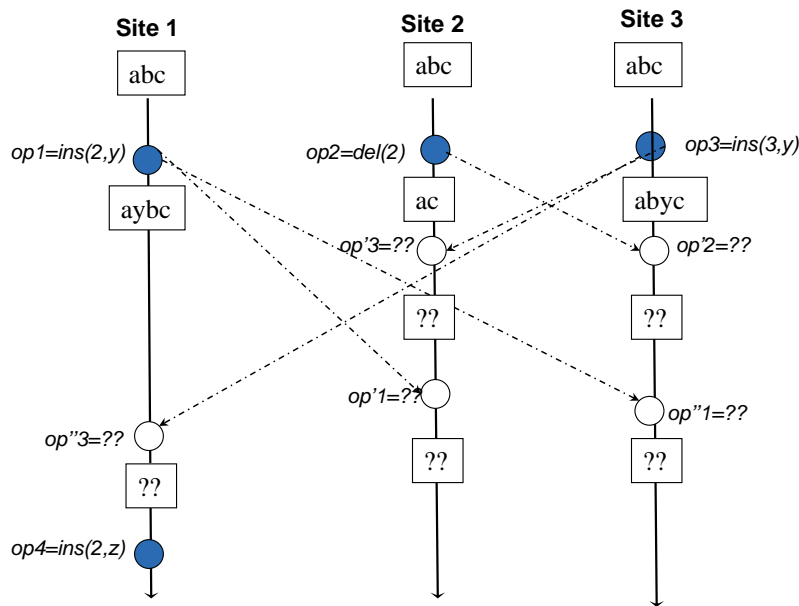 Site 1
Site 2
Site 3
abc
abc
abc
op1=ins(2,y)
op2=del(2)
op3=ins(3,y)
aybc
ac
abyc
op'3=??
op'2=??
??
??
op'1=??
op''1=??
op''3=??
??
??
??
op4=ins(2,z)